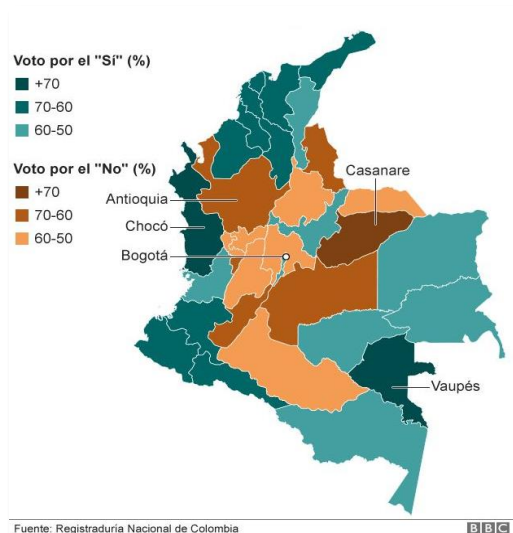 Voto por el "Sí" (%)
+70
70-60
60-50
Voto por el "No" (%)
+70
70-60
60-50
Casanare
Antioquia
Chocó
Bogotá
Vaupés
Fuente: Registraduría Nacional de Colombia
BBC